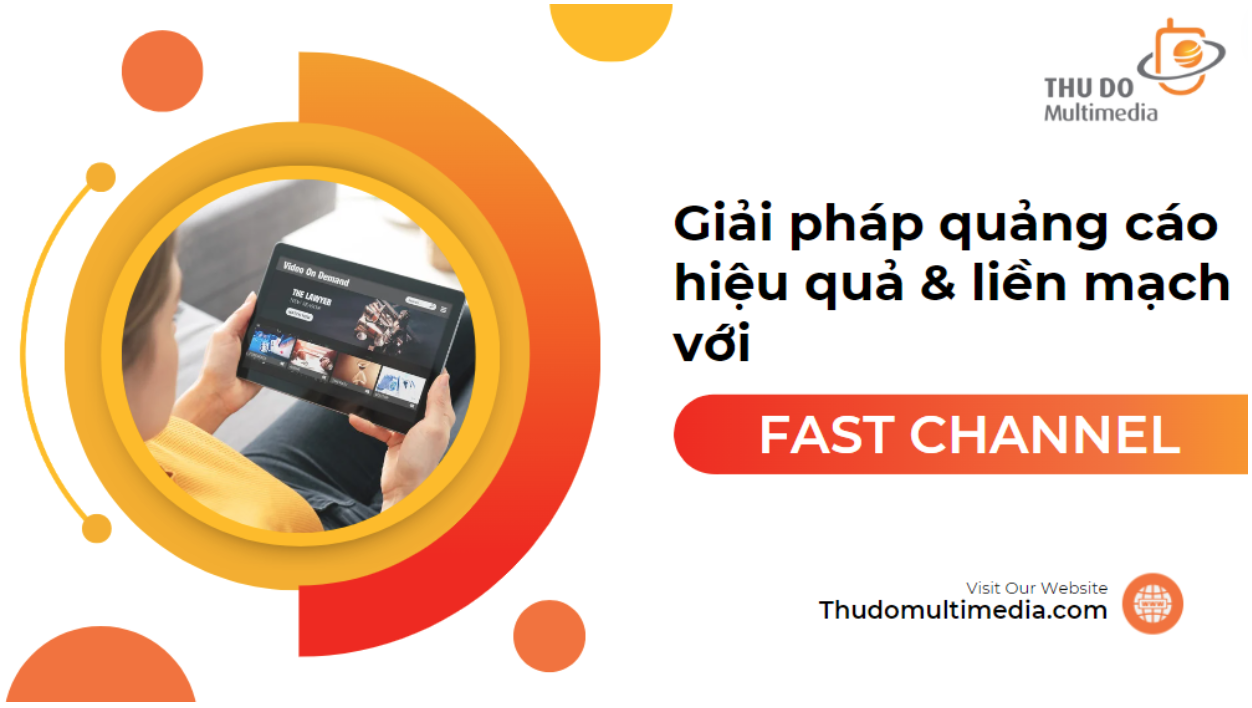 THU DO
Multimedia
Giải pháp quảng cáo
hiệu quả & liền mạch
với
FAST CHANNEL
Video On Demand
THE LAWYER
Visit Our Website
Thudomultimedia.com
www